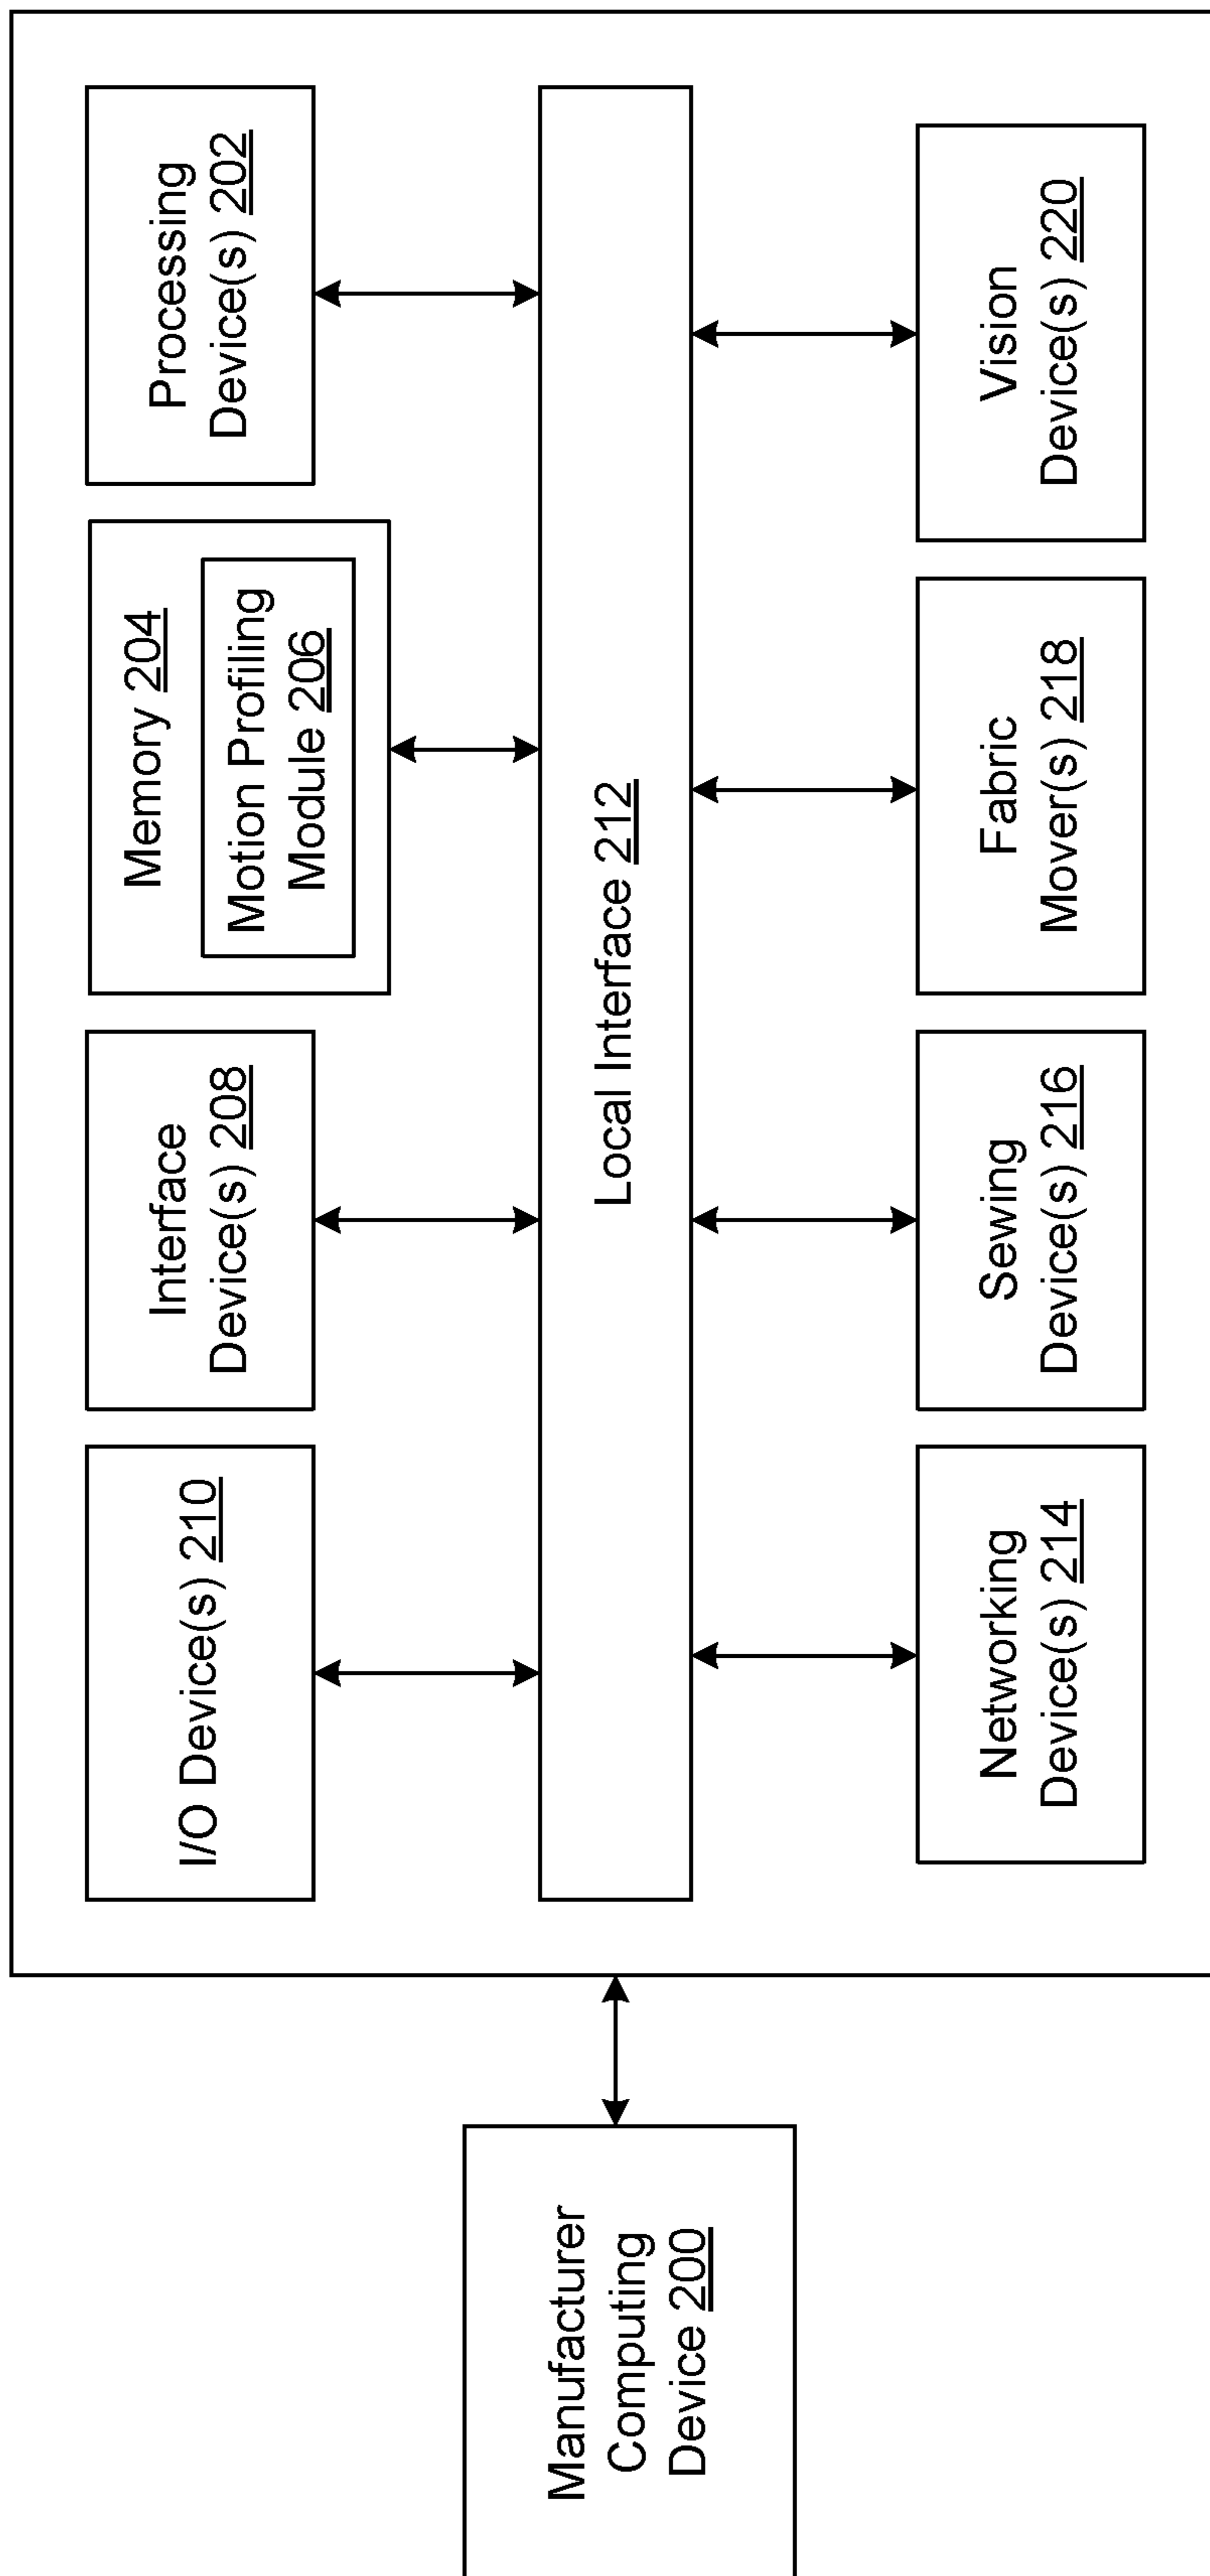 Manufacturer
Computing
Device 200
I/O Device(s) 210
Interface
Device(s) 208
Memory 204
Motion Profiling
Module 206
Processing
Device(s) 202
Local Interface 212
Networking
Device(s) 214
Sewing
Device(s) 216
Fabric
Mover(s) 218
Vision
Device(s) 220